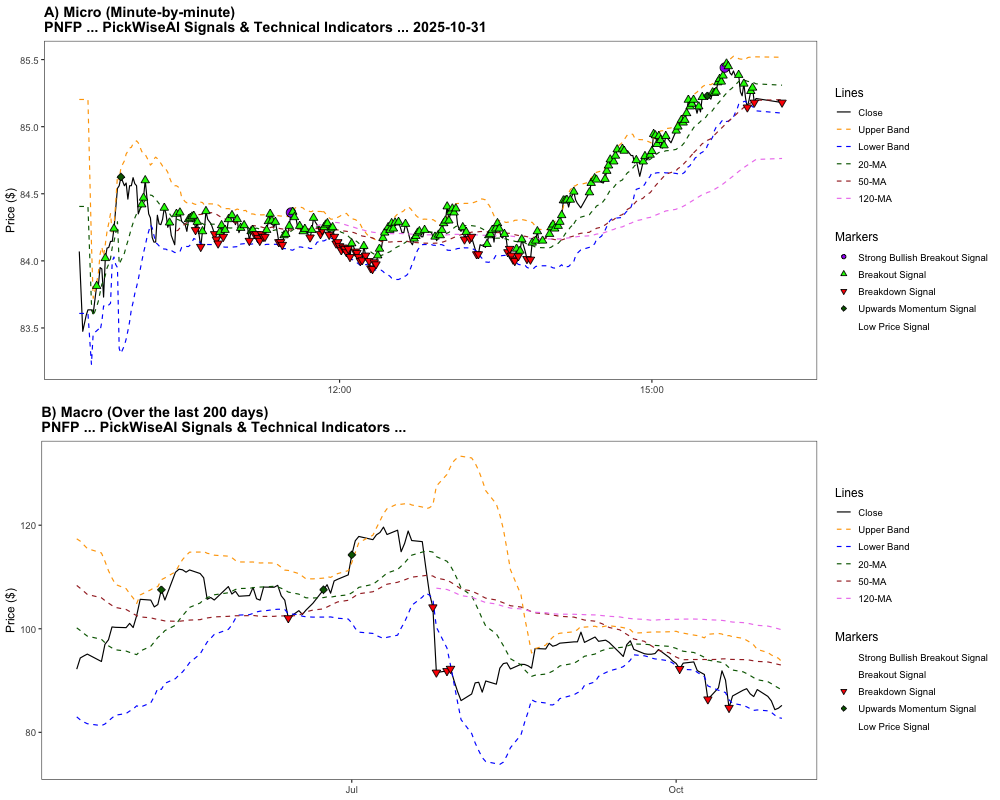 A) Micro (Minute-by-minute)
PNFP ... PickWiseAI Signals & Technical Indicators ... 2025-10-31
Price ($)
85.5
85.0
84.5
84.0
83.5
12:00
15:00
Lines
Close
Upper Band
Lower Band
20-MA
50-MA
120-MA
Markers
Strong Bullish Breakout Signal
Breakout Signal
Breakdown Signal
Upwards Momentum Signal
Low Price Signal
B) Macro (Over the last 200 days)
PNFP ... PickWiseAI Signals & Technical Indicators ...
Price ($)
120
100
80
Jul
Oct
Lines
Close
Upper Band
Lower Band
20-MA
50-MA
120-MA
Markers
Strong Bullish Breakout Signal
Breakout Signal
Breakdown Signal
Upwards Momentum Signal
Low Price Signal